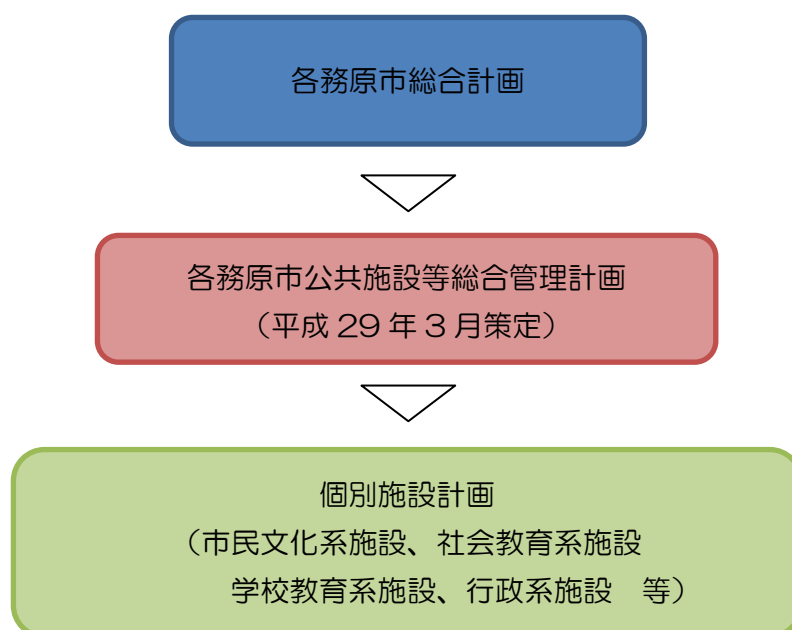 各務原市総合計画
各務原市公共施設等総合管理計画
（平成 29 年 3 月策定）
個別施設計画
（市民文化系施設、社会教育系施設
学校教育系施設、行政系施設　等）